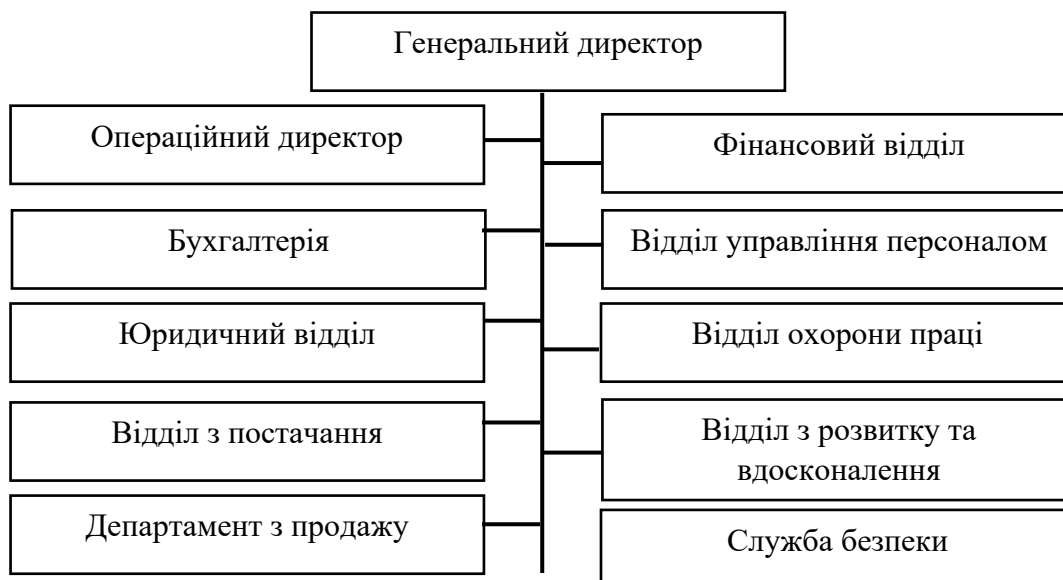 Генеральний директор
Операційний директор
Фінансовий відділ
Бухгалтерія
Відділ управління персоналом
Юридичний відділ
Відділ охорони праці
Відділ з постачання
Відділ з розвитку та
вдосконалення
Департамент з продажу
Служба безпеки